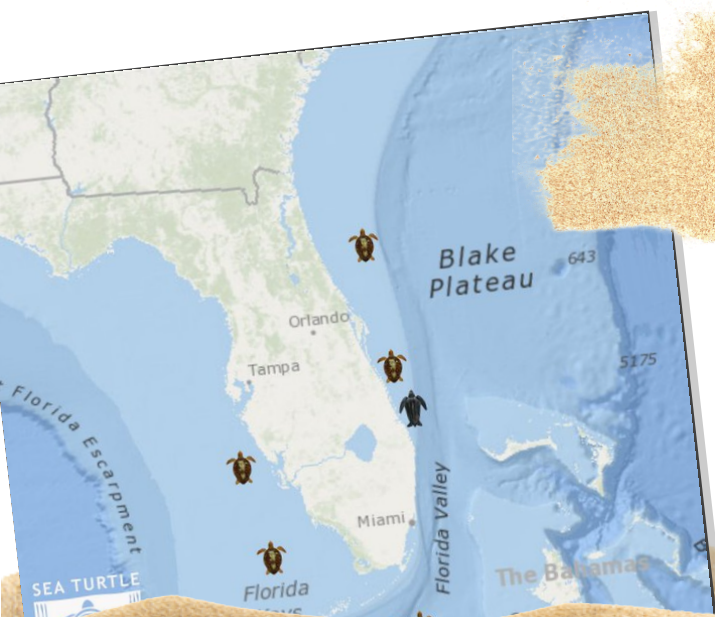 Blake
Plateau
643
Orlando
5175
Tampa
Florida Escarpment
Florida Valley
Miami
The Bahamas
SEA TURTLE
Florida